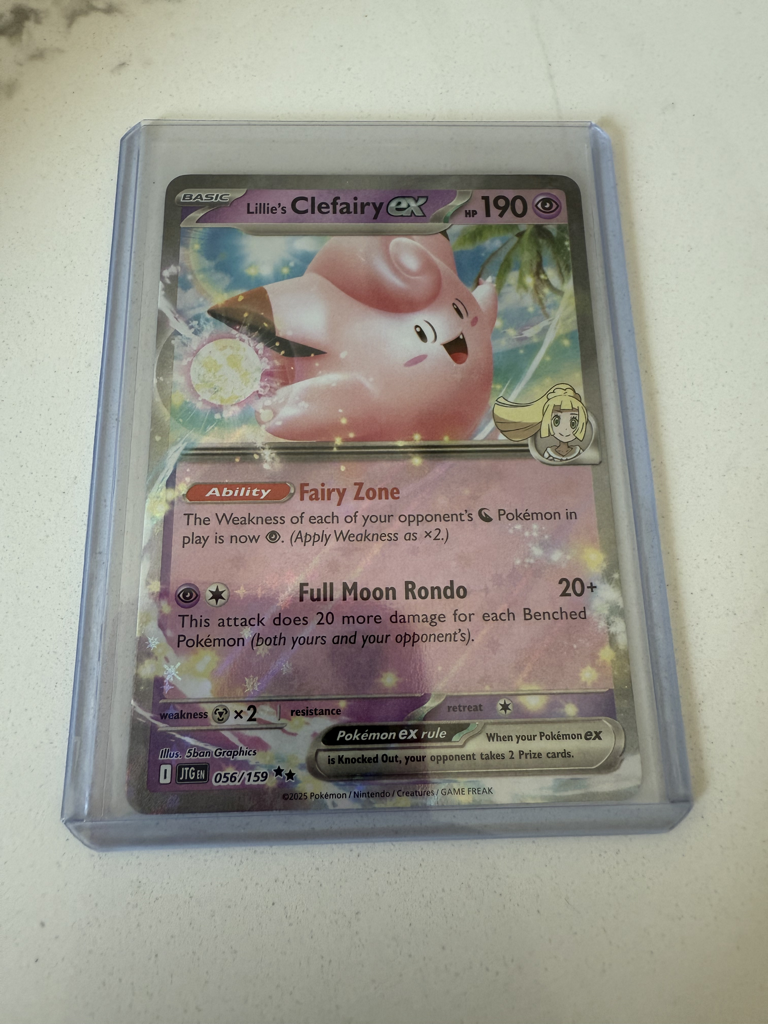 BASIC Lillie's Clefairy ex HP 190
Ability Fairy Zone
The Weakness of each of your opponent's Pokémon in
play is now . (Apply Weakness as ×2.)
Full Moon Rondo 20+
This attack does 20 more damage for each Benched
Pokémon (both yours and your opponent's).
weakness ×2 resistance retreat
Pokémon ex rule When your Pokémon ex
is Knocked Out, your opponent takes 2 Prize cards.
Illus. 5ban Graphics
I JTG EN 056/159
©2025 Pokémon / Nintendo / Creatures / GAME FREAK